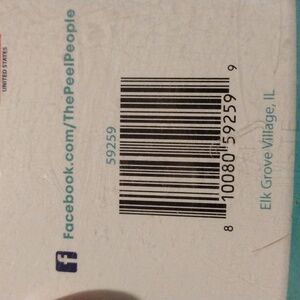 UNITED STATES
f Facebook.com/ThePeelPeople
59259
8 10080 59259 9
Elk Grove Village, IL